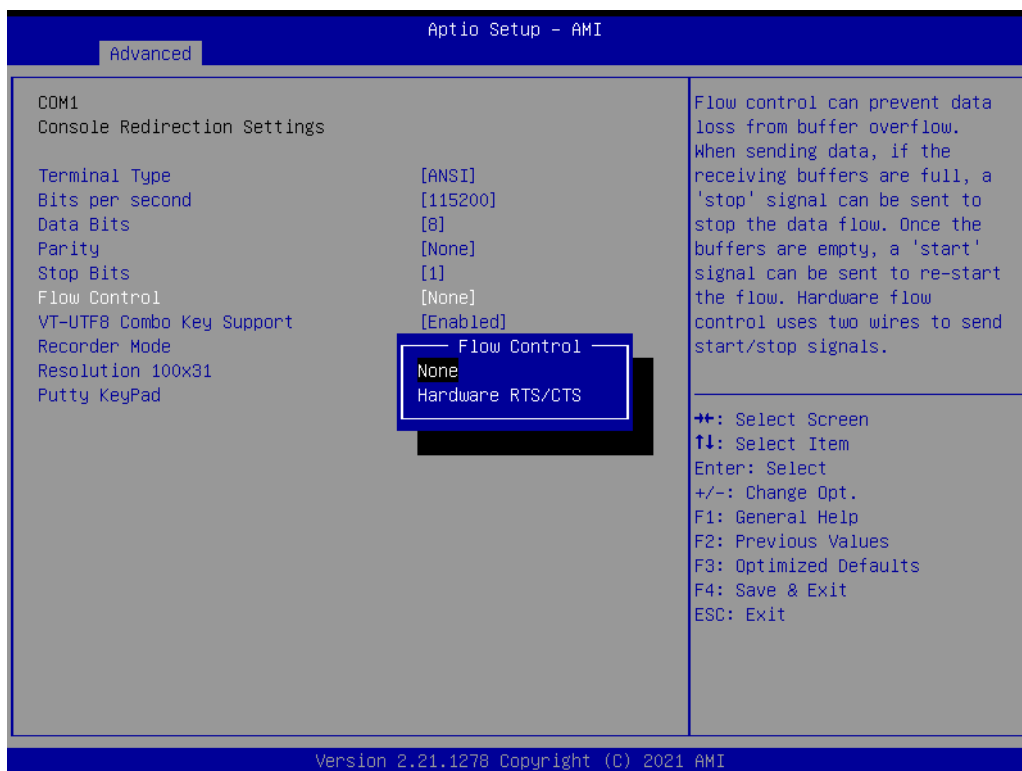 Aptio Setup – AMI
Advanced
COM1
Console Redirection Settings
Terminal Type [ANSI]
Bits per second [115200]
Data Bits [8]
Parity [None]
Stop Bits [1]
Flow Control [None]
VT-UTF8 Combo Key Support [Enabled]
Recorder Mode
Resolution 100x31
Putty KeyPad
Flow Control
None
Hardware RTS/CTS
Flow control can prevent data
loss from buffer overflow.
When sending data, if the
receiving buffers are full, a
'stop' signal can be sent to
stop the data flow. Once the
buffers are empty, a 'start'
signal can be sent to re-start
the flow. Hardware flow
control uses two wires to send
start/stop signals.
→←: Select Screen
↑↓: Select Item
Enter: Select
+/-: Change Opt.
F1: General Help
F2: Previous Values
F3: Optimized Defaults
F4: Save & Exit
ESC: Exit
Version 2.21.1278 Copyright (C) 2021 AMI